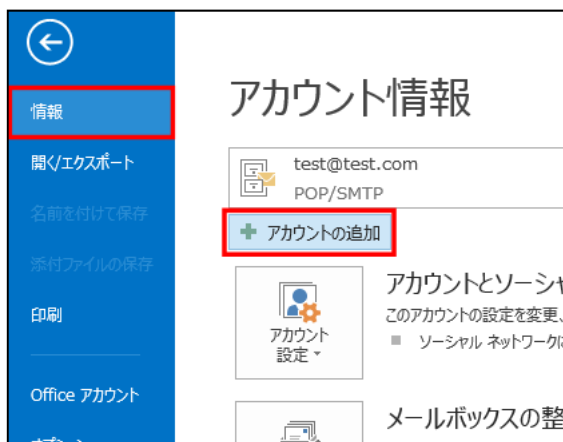 情報
開く/エクスポート
名前を付けて保存
添付ファイルの保存
印刷
Office アカウント
アカウント情報
test@test.com
POP/SMTP
アカウントの追加
アカウント
設定
アカウントとソーシャ
このアカウントの設定を変更、
ソーシャル ネットワークに
メールボックスの整